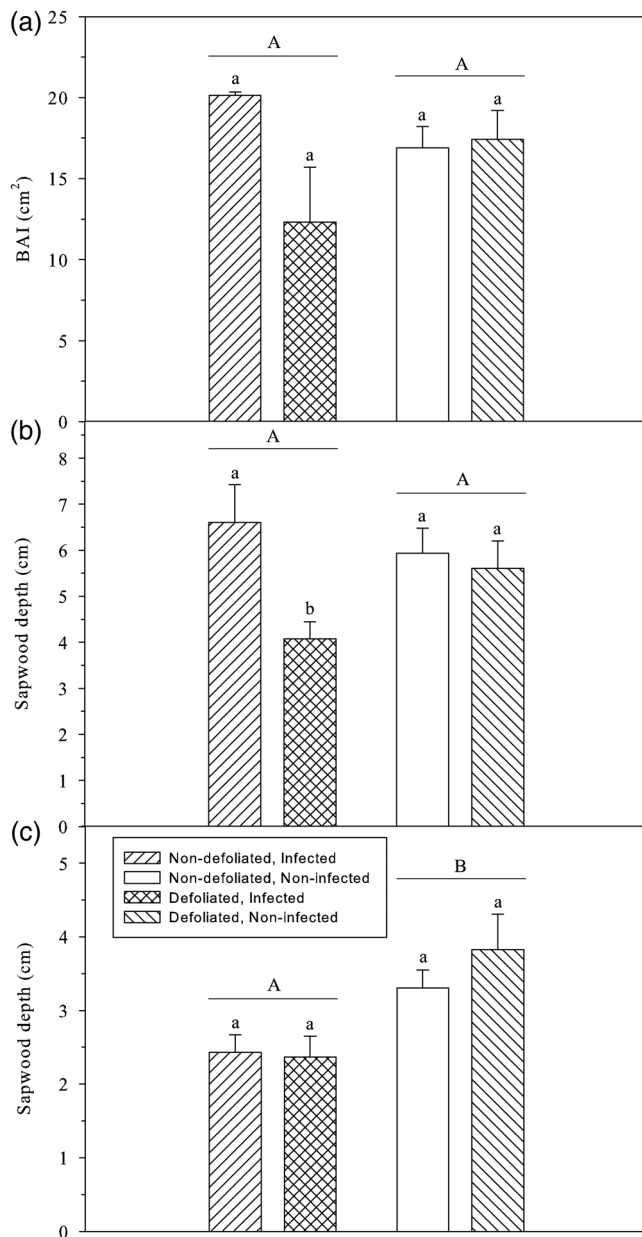 (a)
25
20
15
10
5
0
BAI (cm²)
A
a
a
A
a
a
(b)
8
7
6
5
4
3
2
1
0
Sapwood depth (cm)
A
a
b
A
a
a
(c)
5
4
3
2
1
0
Sapwood depth (cm)
Non-defoliated, Infected
Non-defoliated, Non-infected
Defoliated, Infected
Defoliated, Non-infected
A
a
a
B
a
a